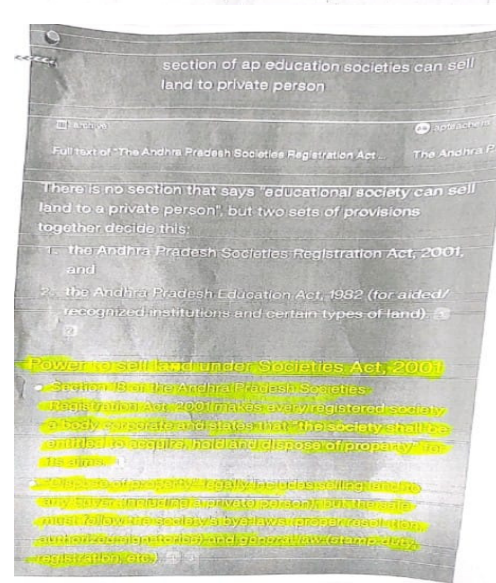 section of ap education societies can sell
land to private person
archive
apteachers
Full text of "The Andhra Pradesh Societies Registration Act ...
The Andhra P
There is no section that says "educational society can sell
land to a private person", but two sets of provisions
together decide this:
1. the Andhra Pradesh Societies Registration Act, 2001,
and
2. the Andhra Pradesh Education Act, 1982 (for aided/
recognized institutions and certain types of land).
Power to sell land under Societies Act, 2001
Section 18 of the Andhra Pradesh Societies
Registration Act, 2001 makes every registered society
a body corporate and states that "the society shall be
entitled to acquire, hold and dispose of property" for
its aims.
of property legally includes selling land to
(including a private person), but the sale
must follow the society's bye-laws (proper resolution,
authorized signatories) and general law (stamp duty,
registration, etc.)